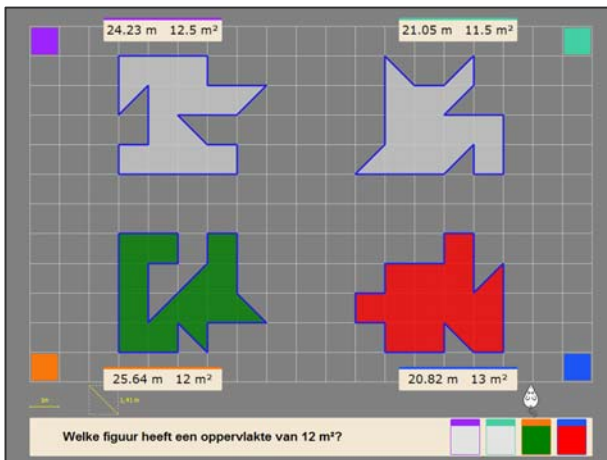 24.23 m 12.5 m²
21.05 m 11.5 m²
25.64 m 12 m²
20.82 m 13 m²
1m
1,41 m
Welke figuur heeft een oppervlakte van 12 m²?